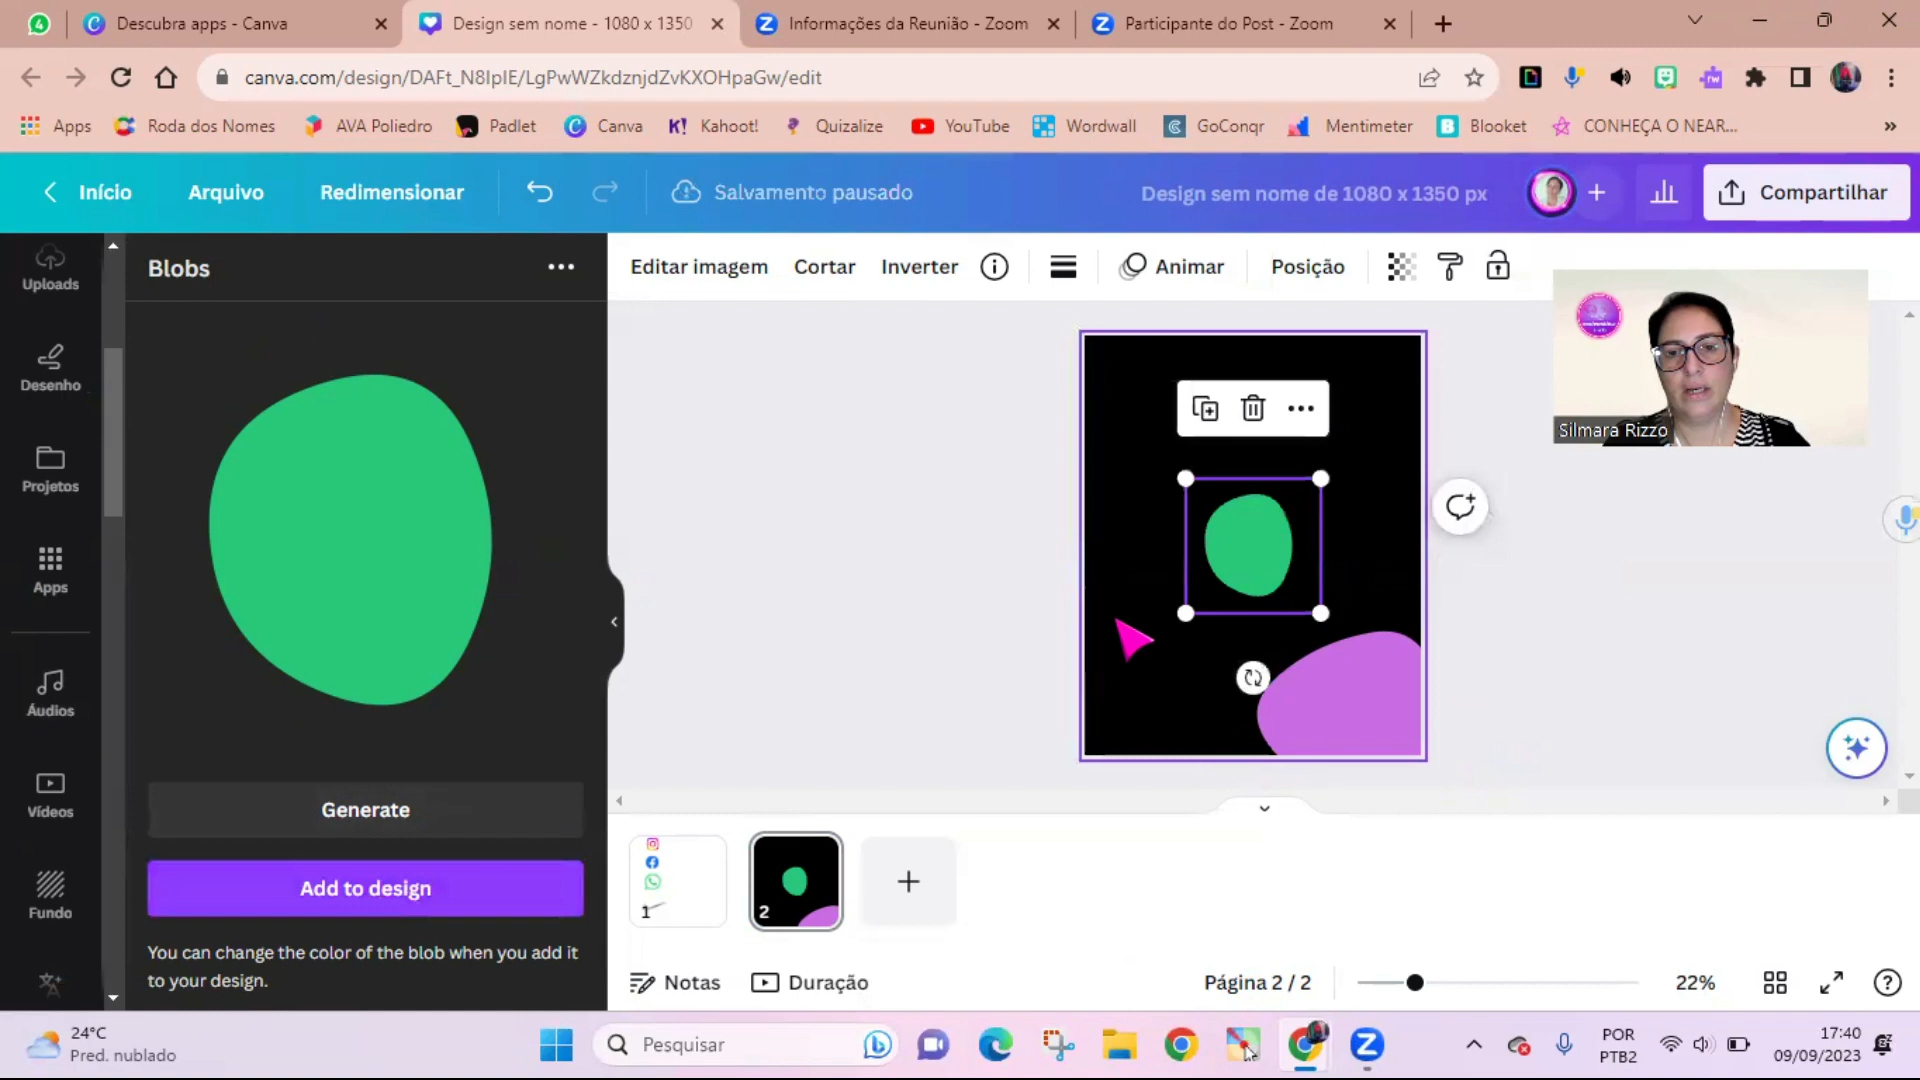 4
Descubra apps - Canva
Design sem nome - 1080 x 1350
Informações da Reunião - Zoom
Participante do Post - Zoom
canva.com/design/DAFt_N8IpIE/LgPwWZkdznjdZvKXOHpaGw/edit
Apps
Roda dos Nomes
AVA Poliedro
Padlet
Canva
K! Kahoot!
Quizalize
YouTube
Wordwall
GoConqr
Mentimeter
B Blooket
CONHEÇA O NEAR...
»
Início
Arquivo
Redimensionar
Salvamento pausado
Design sem nome de 1080 x 1350 px
Compartilhar
Uploads
Desenho
Projetos
Apps
Áudios
Vídeos
Fundo
Blobs
Generate
Add to design
You can change the color of the blob when you add it
to your design.
Editar imagem
Cortar
Inverter
Animar
Posição
Silmara Rizzo
1
2
Notas
Duração
Página 2 / 2
22%
24°C
Pred. nublado
Pesquisar
POR
PTB2
17:40
09/09/2023